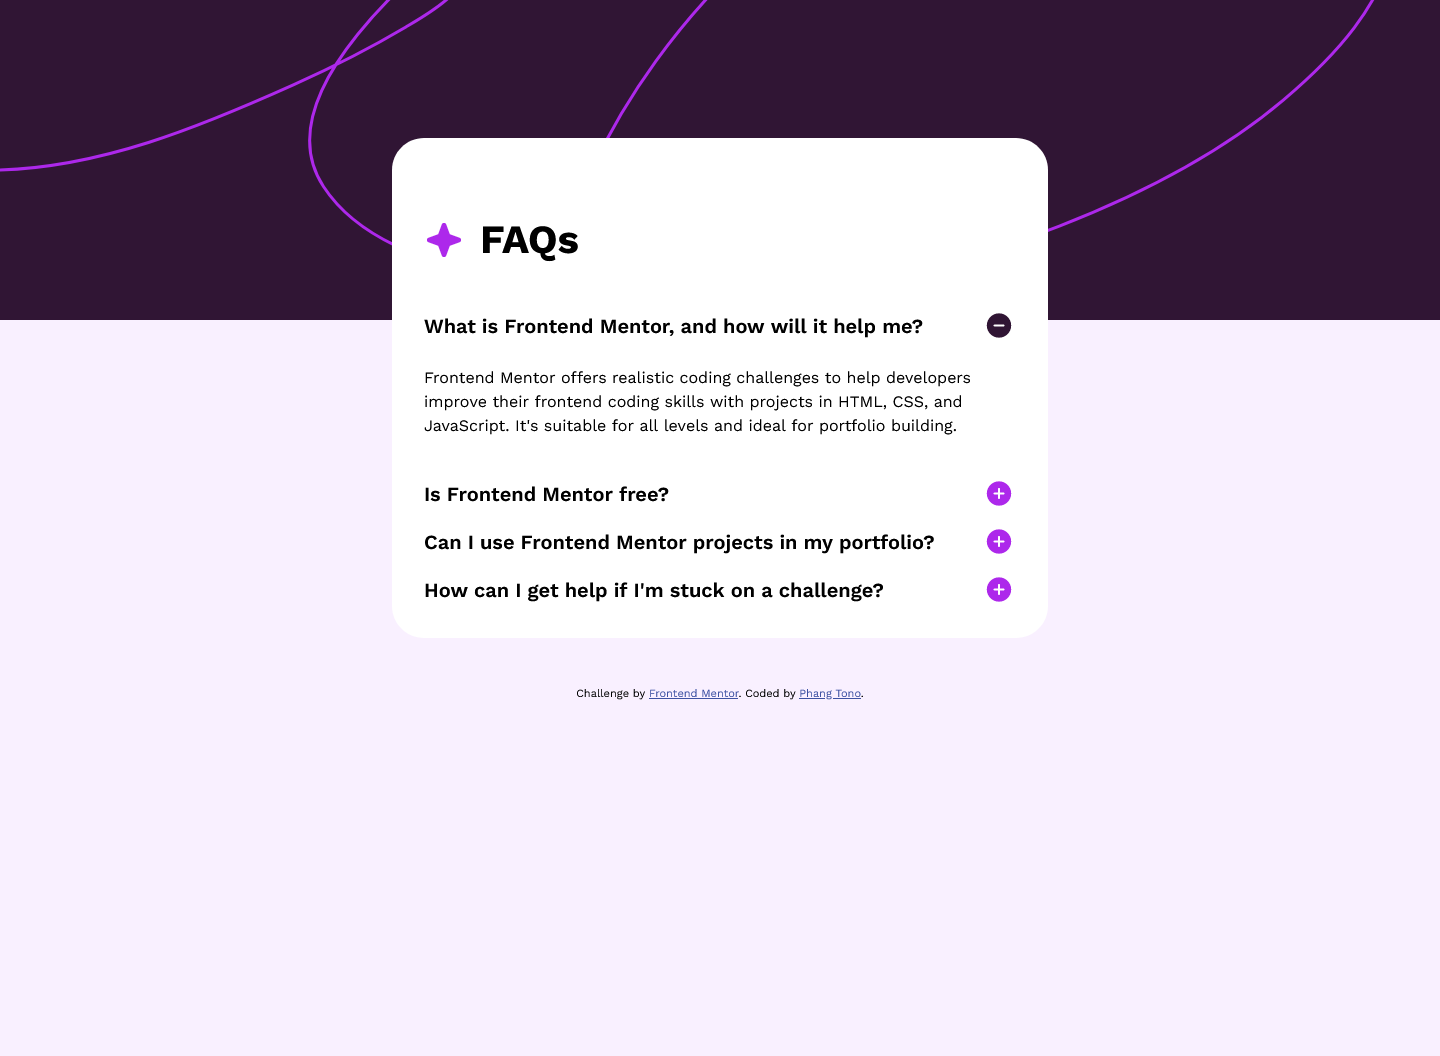 FAQs
What is Frontend Mentor, and how will it help me?
Frontend Mentor offers realistic coding challenges to help developers
improve their frontend coding skills with projects in HTML, CSS, and
JavaScript. It's suitable for all levels and ideal for portfolio building.
Is Frontend Mentor free?
Can I use Frontend Mentor projects in my portfolio?
How can I get help if I'm stuck on a challenge?
Challenge by Frontend Mentor. Coded by Phang Tono.